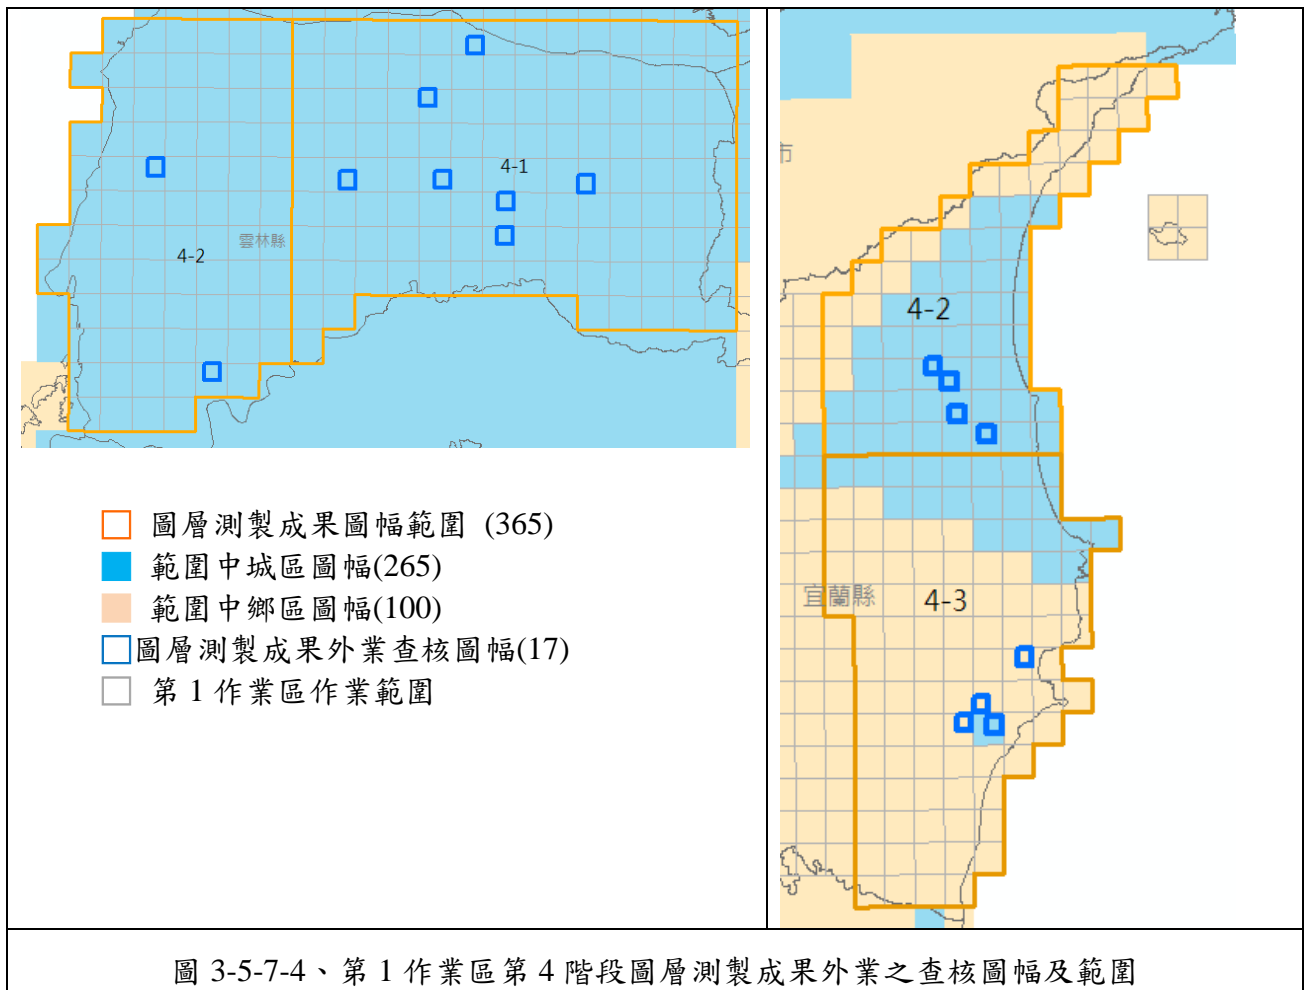 4-1
雲林縣
4-2
圖層測製成果圖幅範圍 (365)
範圍中城區圖幅(265)
範圍中鄉區圖幅(100)
圖層測製成果外業查核圖幅(17)
第 1 作業區作業範圍
市
4-2
宜蘭縣
4-3
圖 3-5-7-4、第 1 作業區第 4 階段圖層測製成果外業之查核圖幅及範圍